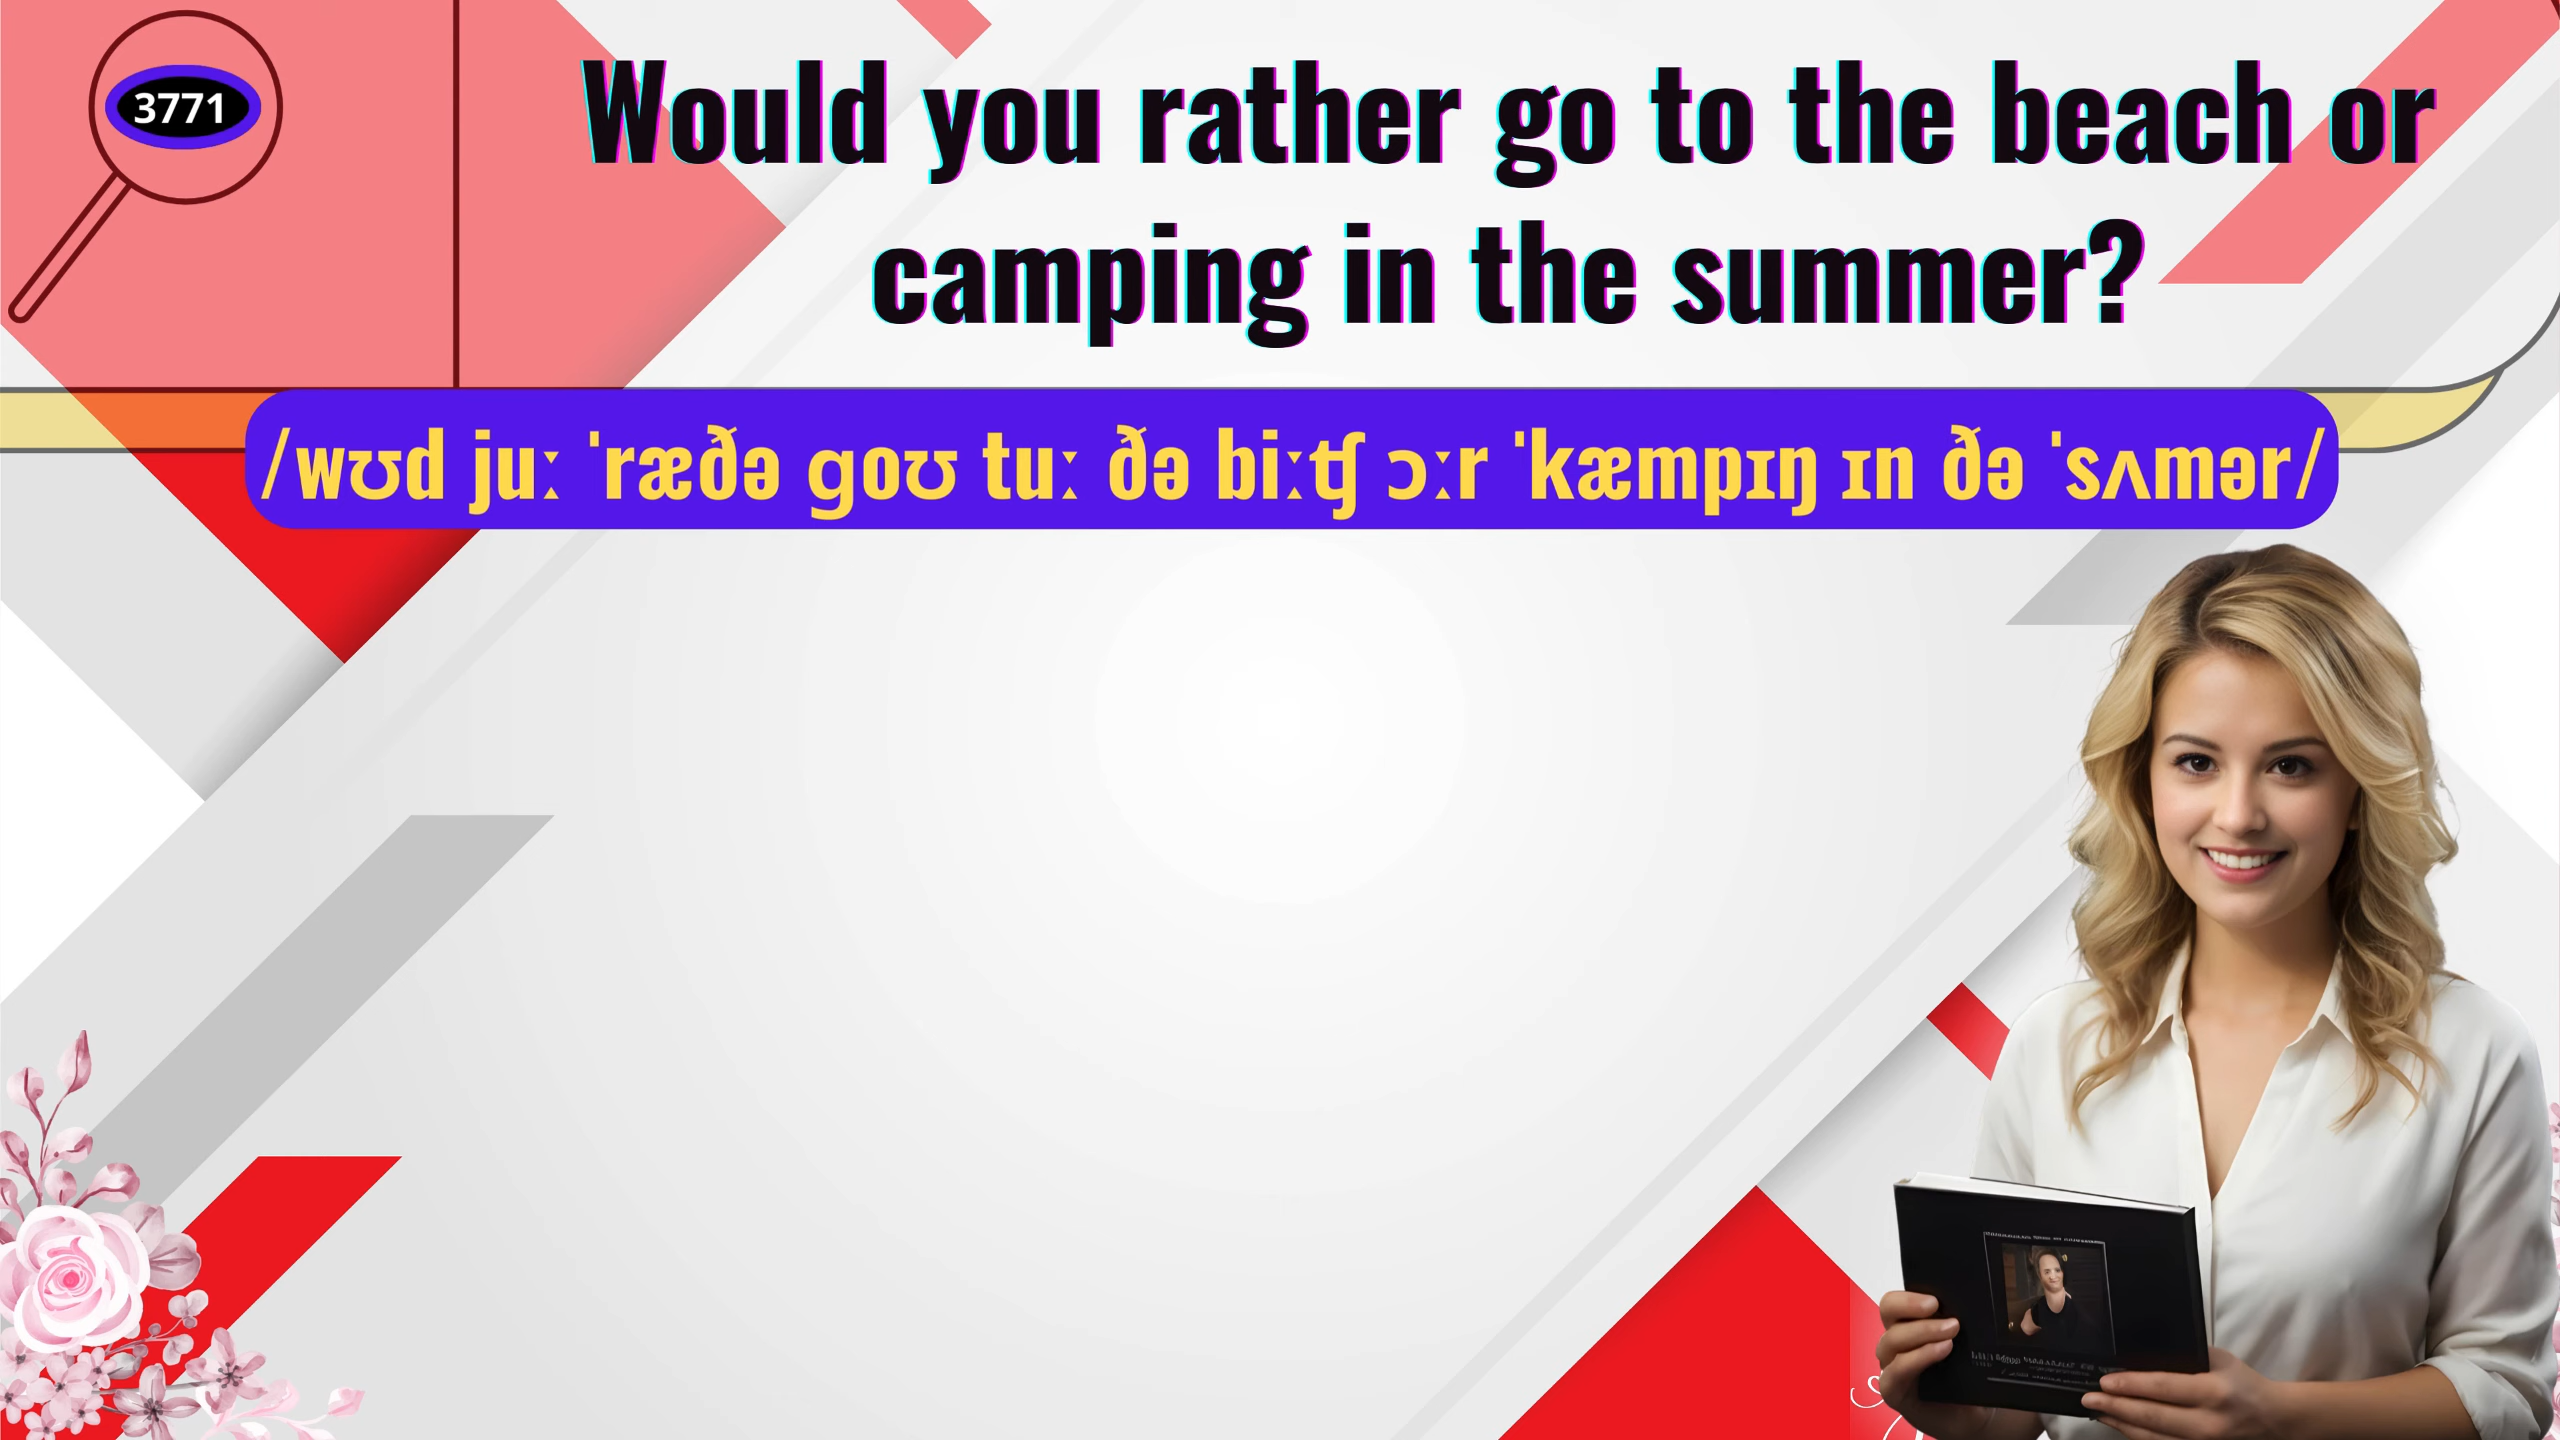 3771
Would you rather go to the beach or
camping in the summer?
/wʊd juː ˈræðə ɡoʊ tuː ðə biːʧ ɔːr ˈkæmpɪŋ ɪn ðə ˈsʌmər/